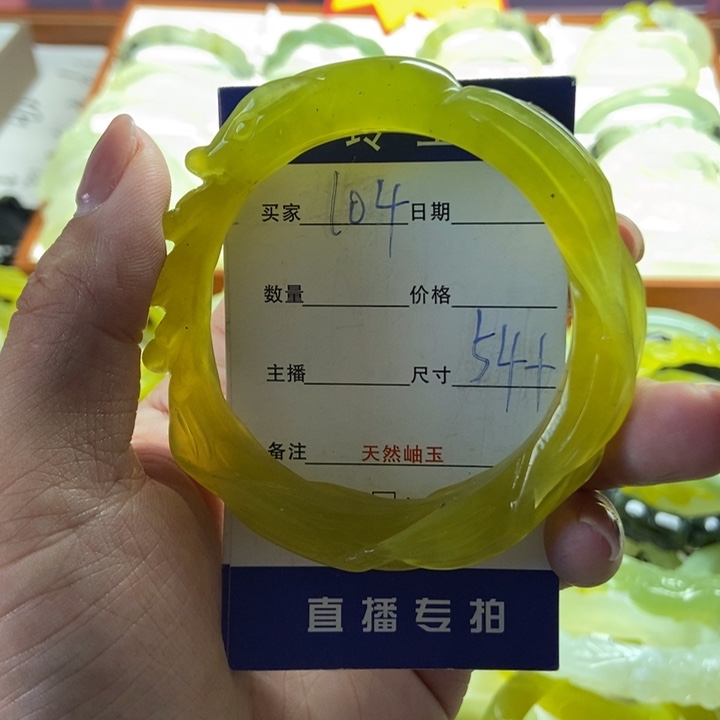 买家 104 日期
数量 价格
主播 尺寸 54+
备注 天然岫玉
直播专拍